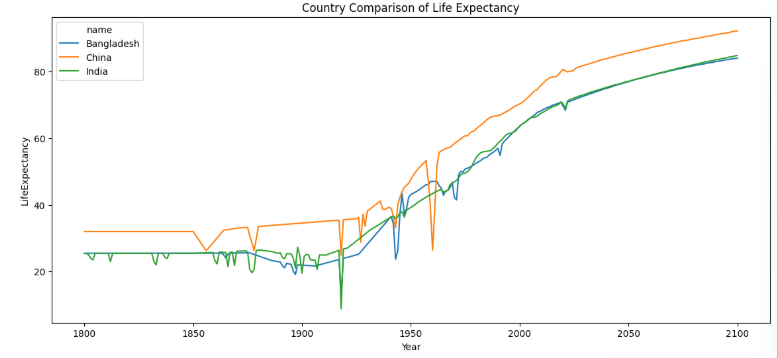 Country Comparison of Life Expectancy
name
Bangladesh
China
India
LifeExpectancy
80
60
40
20
1800 1850 1900 1950 2000 2050 2100
Year